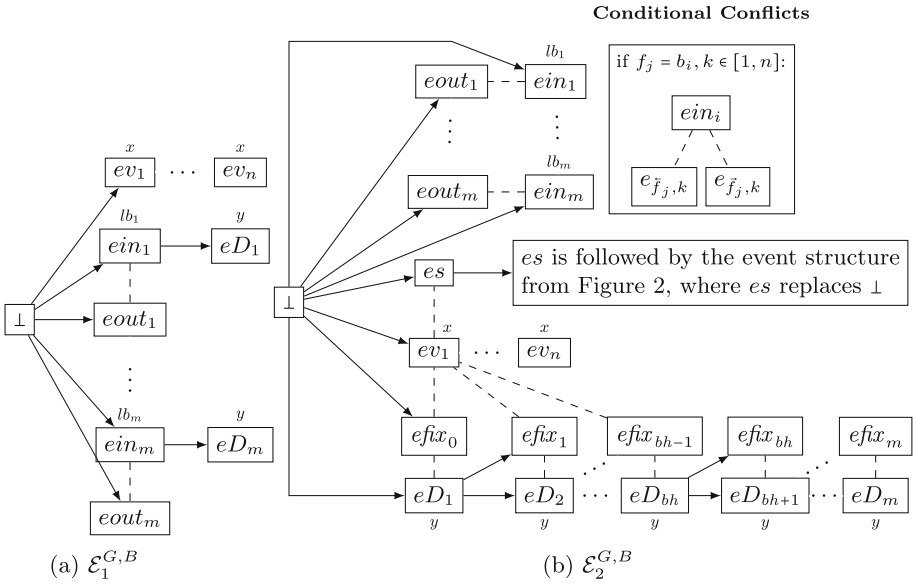 Conditional Conflicts
if f_j = b_i, k ∈ [1, n]:
ein_i
e_{f̄_j,k} e_{f̄_j,k}
lb_1
eout_1 ein_1
⋮ ⋮
lb_m
eout_m ein_m
x x
ev_1 ⋯ ev_n
lb_1 y
ein_1 eD_1
⊥
eout_1
⋮
lb_m y
ein_m eD_m
eout_m
⊥
es
es is followed by the event structure
from Figure 2, where es replaces ⊥
x x
ev_1 ⋯ ev_n
efix_0 efix_1 efix_{bh−1} efix_{bh} efix_m
eD_1 eD_2 ⋯ eD_{bh} eD_{bh+1} ⋯ eD_m
y y y y y
(a) ℰ_1^{G,B}
(b) ℰ_2^{G,B}